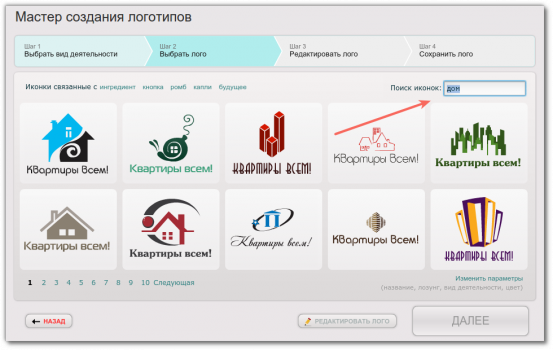 Мастер создания логотипов
Шаг 1
Выбрать вид деятельности
Шаг 2
Выбрать лого
Шаг 3
Редактировать лого
Шаг 4
Сохранить лого
Иконки связанные с ингредиент кнопка ромб капли будущее
Поиск иконок: дом
Квартиры Всем!
Квартиры всем!
КВАРТИРЫ ВСЕМ!
Квартиры всем!
Квартиры всем!
Квартиры всем!
Квартиры всем!
Квартиры всем!
Квартиры всем!
КВАРТИРЫ ВСЕМ!
1 2 3 4 5 6 7 8 9 10 Следующая
Изменить параметры
(название, лозунг, вид деятельности, цвет)
НАЗАД
РЕДАКТИРОВАТЬ ЛОГО
ДАЛЕЕ